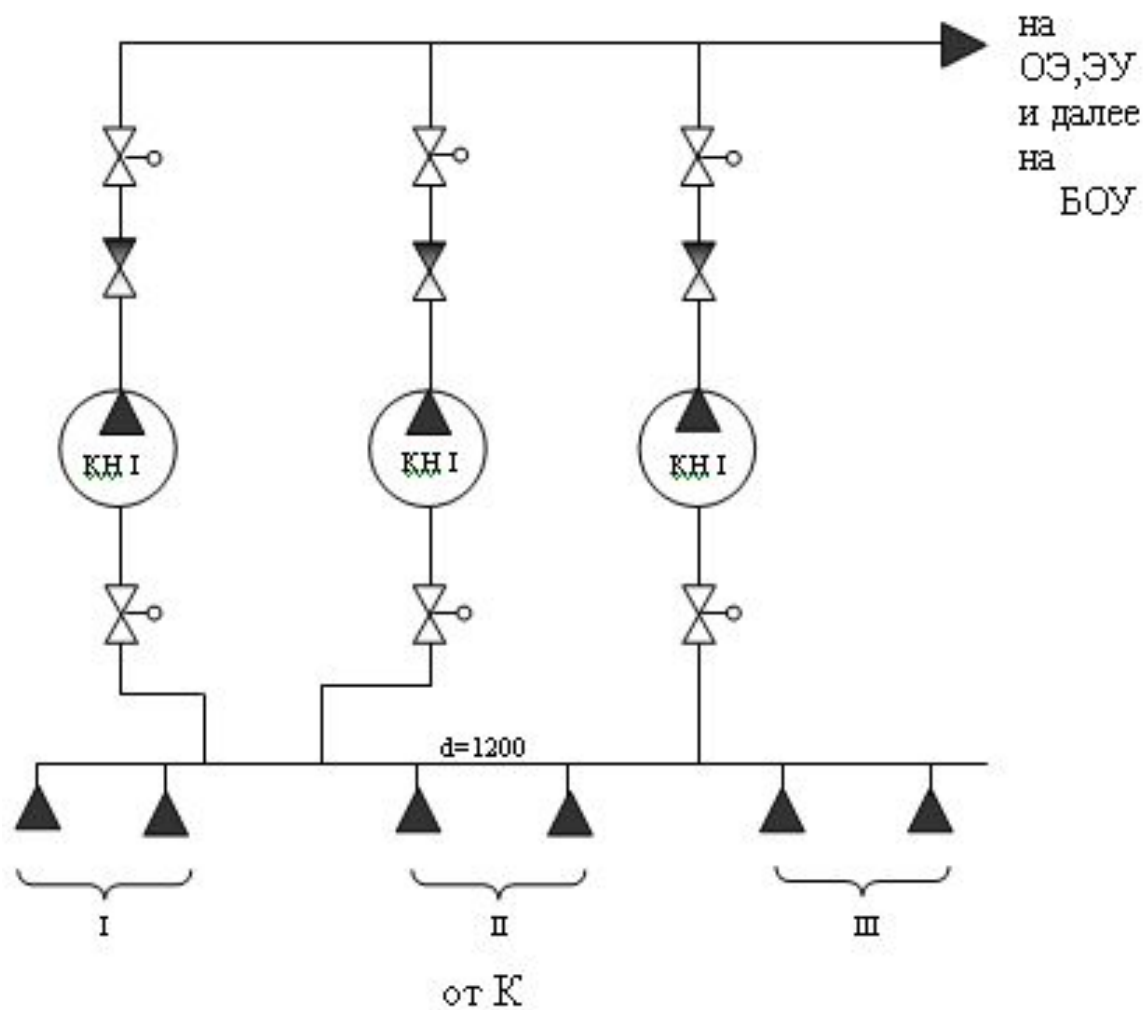 на
ОЭ,ЭУ
и далее
на
БОУ
КН I
КН I
КН I
d=1200
I
II
III
от К